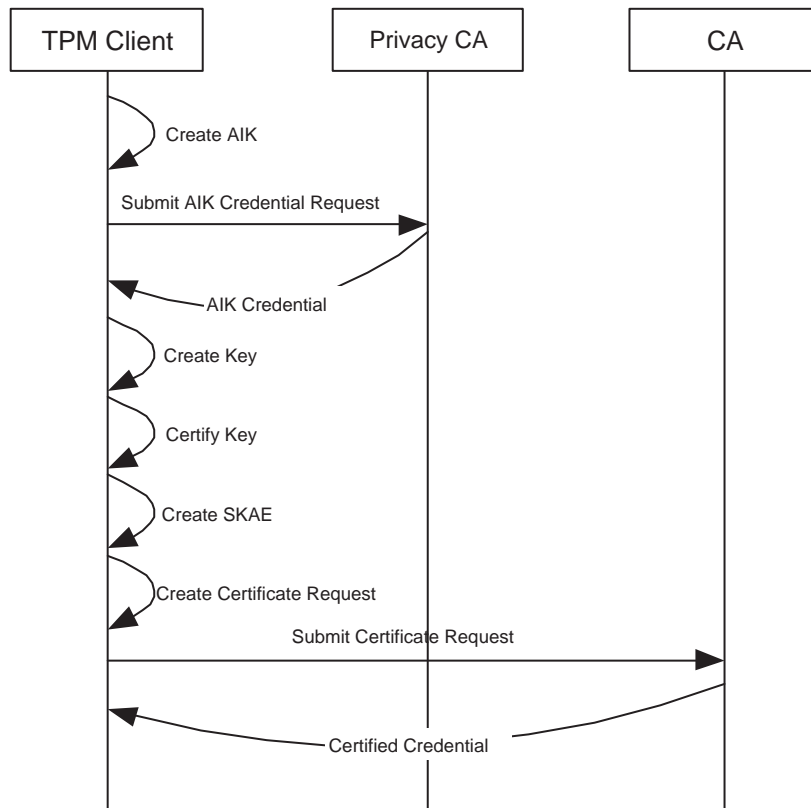 TPM Client
Privacy CA
CA
Create AIK
Submit AIK Credential Request
AIK Credential
Create Key
Certify Key
Create SKAE
Create Certificate Request
Submit Certificate Request
Certified Credential